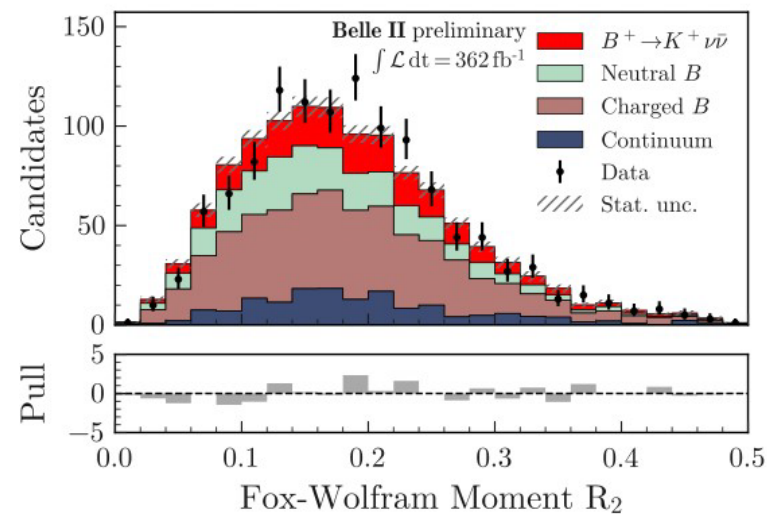 150
100
50
0
Candidates
Belle II preliminary
∫ℒ dt = 362 fb⁻¹
B⁺→K⁺νν̄
Neutral B
Charged B
Continuum
Data
Stat. unc.
5
0
−5
Pull
0.0 0.1 0.2 0.3 0.4 0.5
Fox-Wolfram Moment R₂